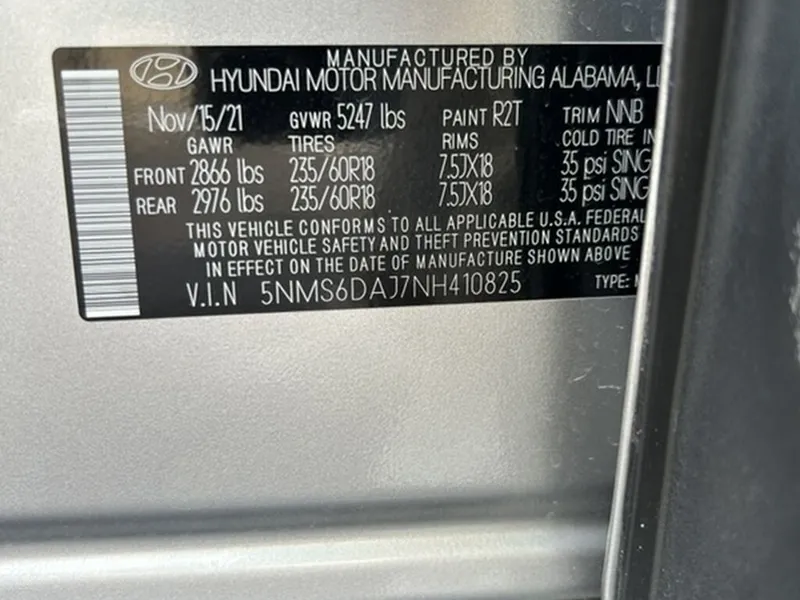 MANUFACTURED BY
HYUNDAI MOTOR MANUFACTURING ALABAMA,
Nov/15/21 GVWR 5247 lbs PAINT R2T TRIM NNB
GAWR TIRES RIMS COLD TIRE
FRONT 2866 lbs 235/60R18 7.5JX18 35 psi SING
REAR 2976 lbs 235/60R18 7.5JX18 35 psi SING
THIS VEHICLE CONFORMS TO ALL APPLICABLE U.S.A. FEDERAL
MOTOR VEHICLE SAFETY AND THEFT PREVENTION STANDARDS
IN EFFECT ON THE DATE OF MANUFACTURE SHOWN ABOVE
V.I.N 5NMS6DAJ7NH410825 TYPE: